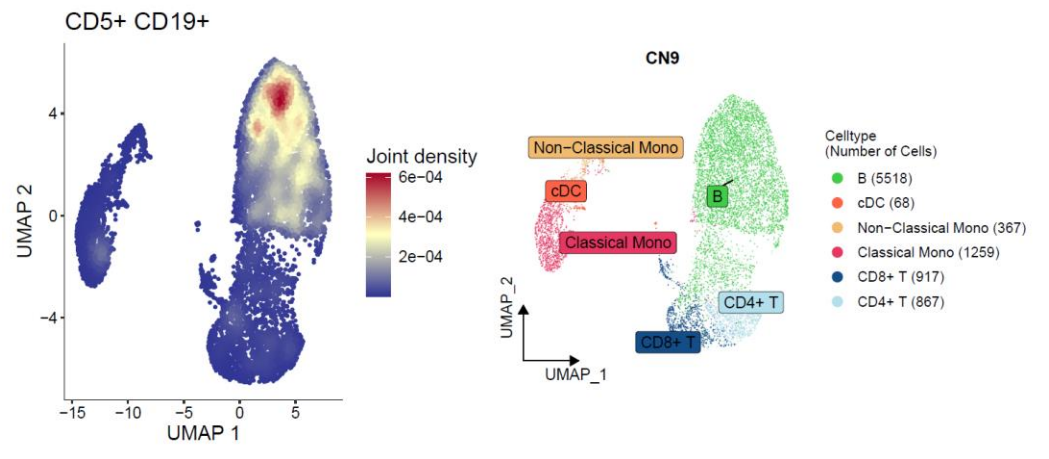 CD5+ CD19+
4
0
−4
−15
−10
−5
0
5
UMAP 1
UMAP 2
Joint density
6e−04
4e−04
2e−04
CN9
Non−Classical Mono
cDC
B
Classical Mono
CD4+ T
CD8+ T
UMAP_2
UMAP_1
Celltype
(Number of Cells)
B (5518)
cDC (68)
Non−Classical Mono (367)
Classical Mono (1259)
CD8+ T (917)
CD4+ T (867)